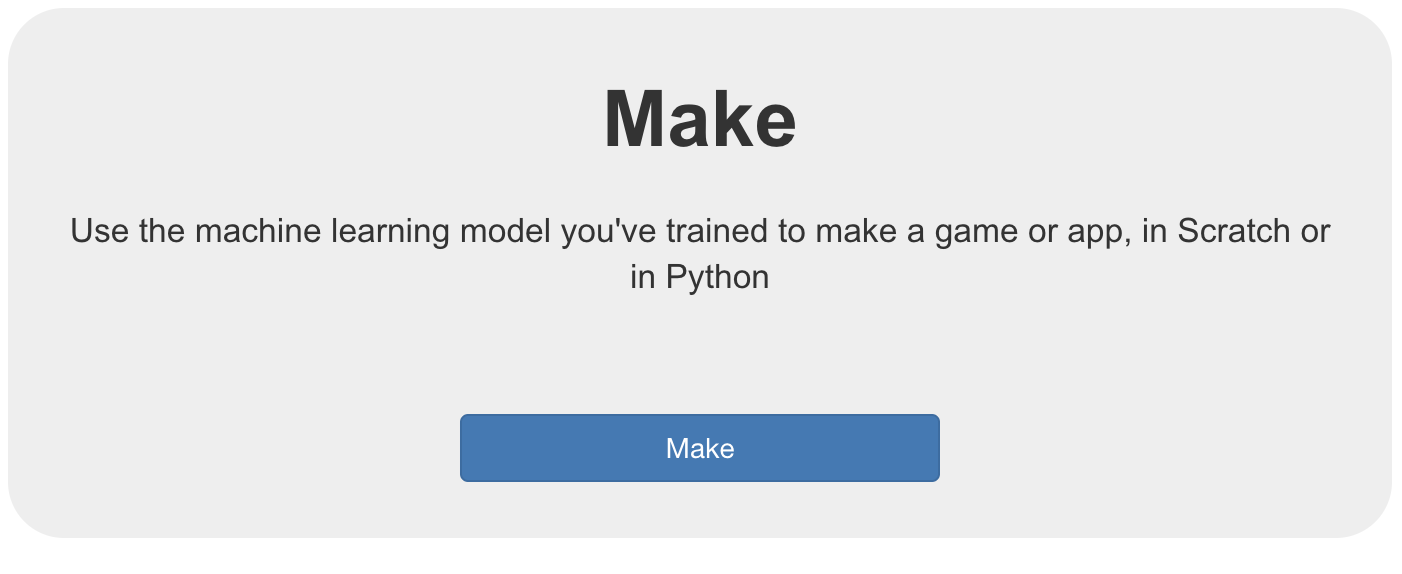 Make
Use the machine learning model you've trained to make a game or app, in Scratch or
in Python
Make